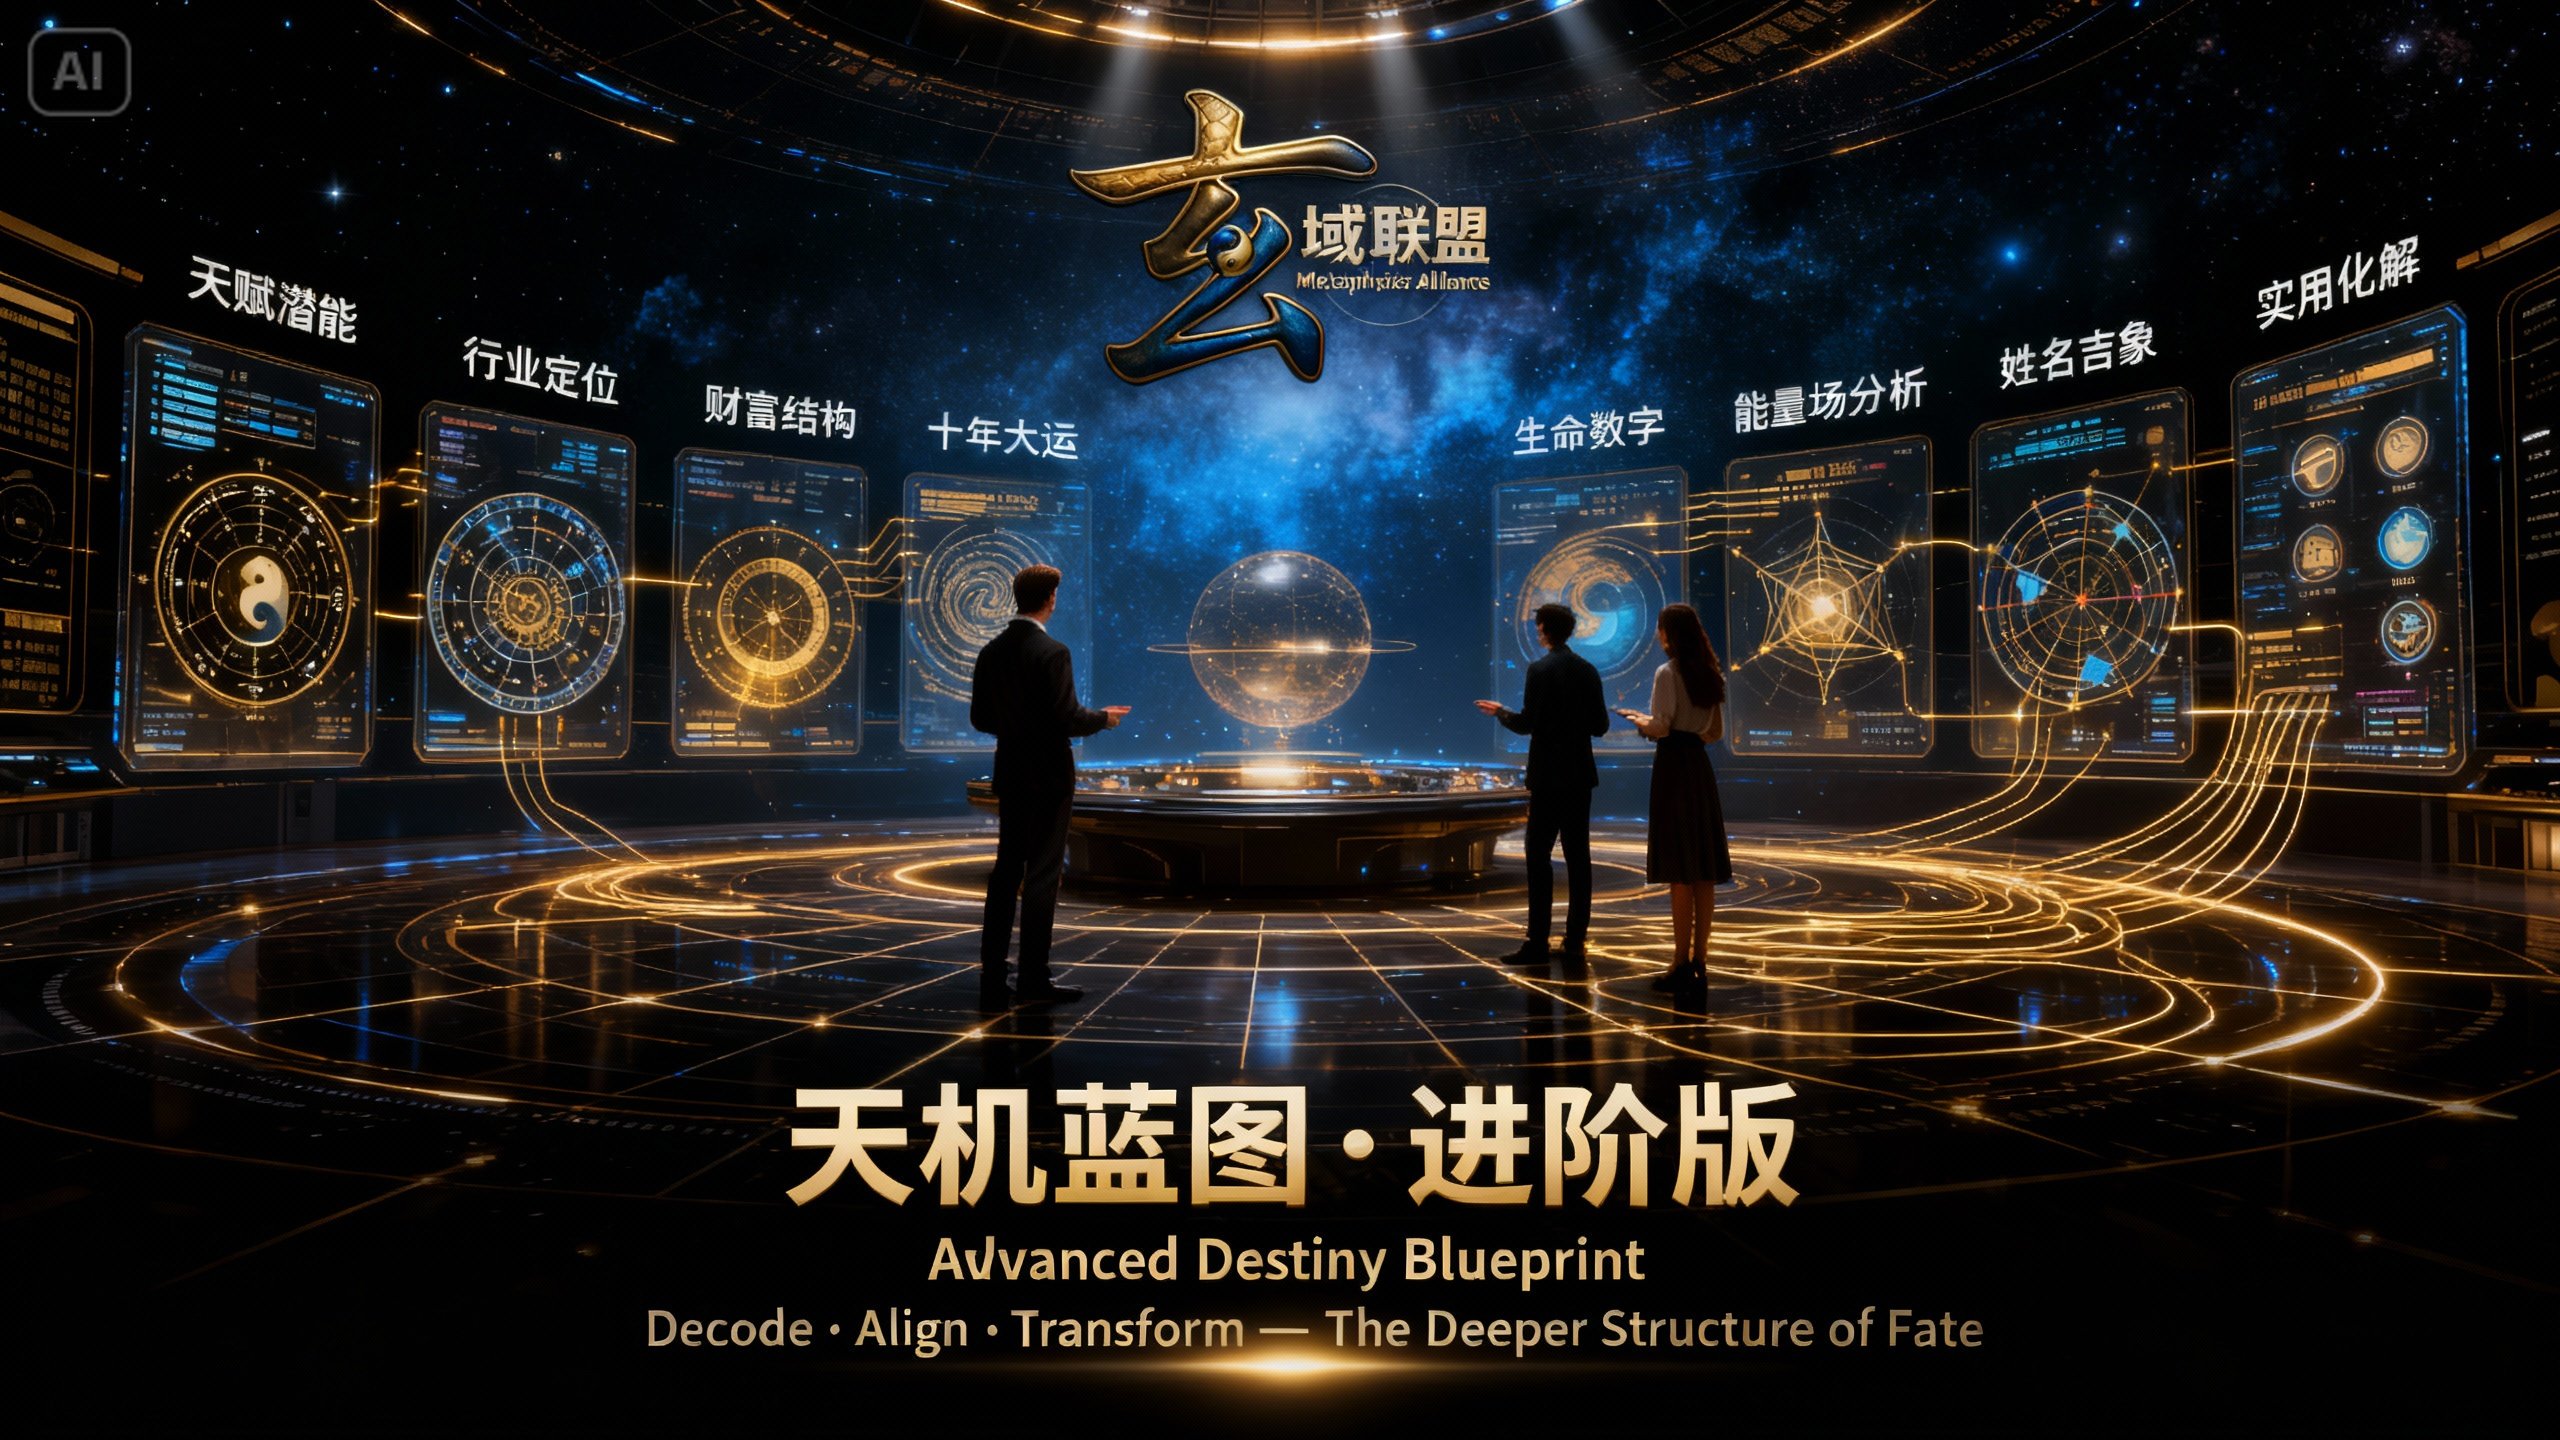 AI
玄
域联盟
天赋潜能
行业定位
财富结构
十年大运
生命数字
能量场分析
姓名吉象
实用化解
天机蓝图·进阶版
Advanced Destiny Blueprint
Decode · Align · Transform — The Deeper Structure of Fate